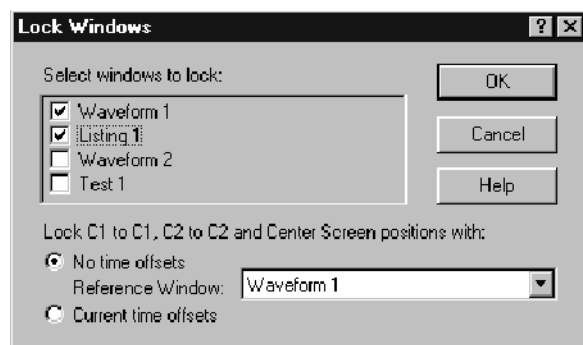 Lock Windows
Select windows to lock:
Waveform 1
Listing 1
Waveform 2
Test 1
OK
Cancel
Help
Lock C1 to C1, C2 to C2 and Center Screen positions with:
No time offsets
Reference Window: Waveform 1
Current time offsets